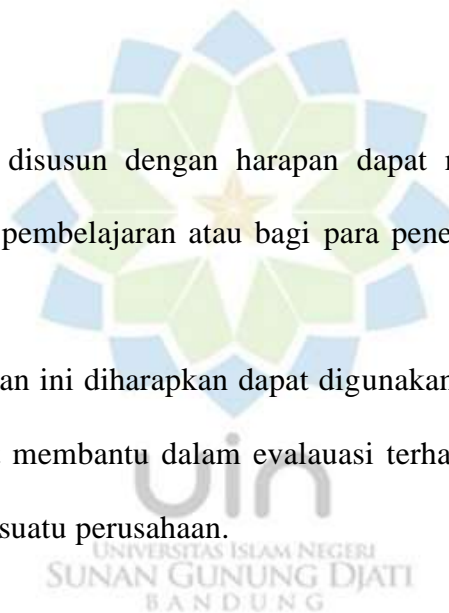 disusun dengan harapan dapat
pembelajaran atau bagi para pene
an ini diharapkan dapat digunakan
membantu dalam evalauasi terha
suatu perusahaan.
uin
UNIVERSITAS ISLAM NEGERI
SUNAN GUNUNG DJATI
BANDUNG